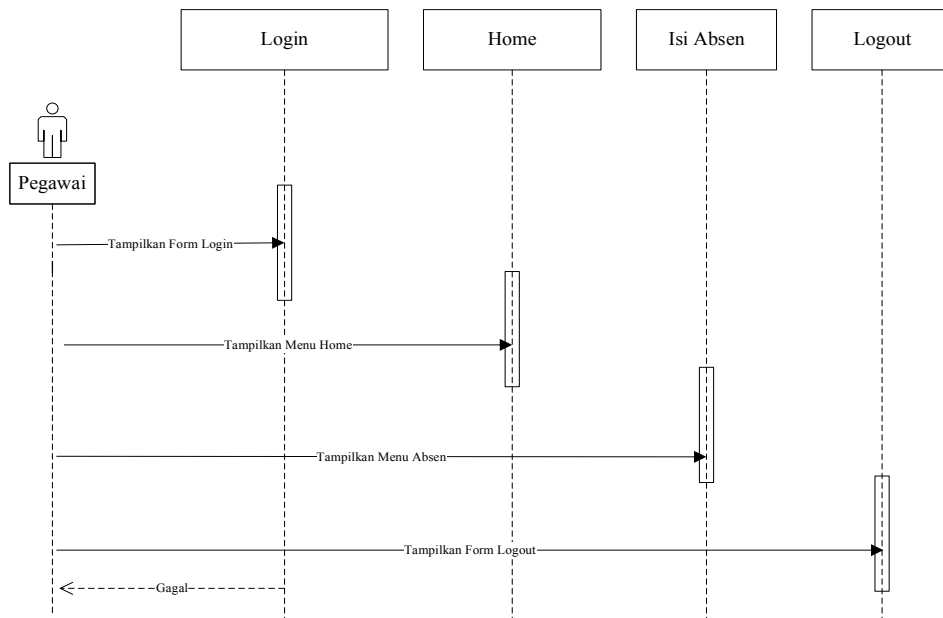 Login
Home
Isi Absen
Logout
Pegawai
Tampilkan Form Login
Tampilkan Menu Home
Tampilkan Menu Absen
Tampilkan Form Logout
Gagal